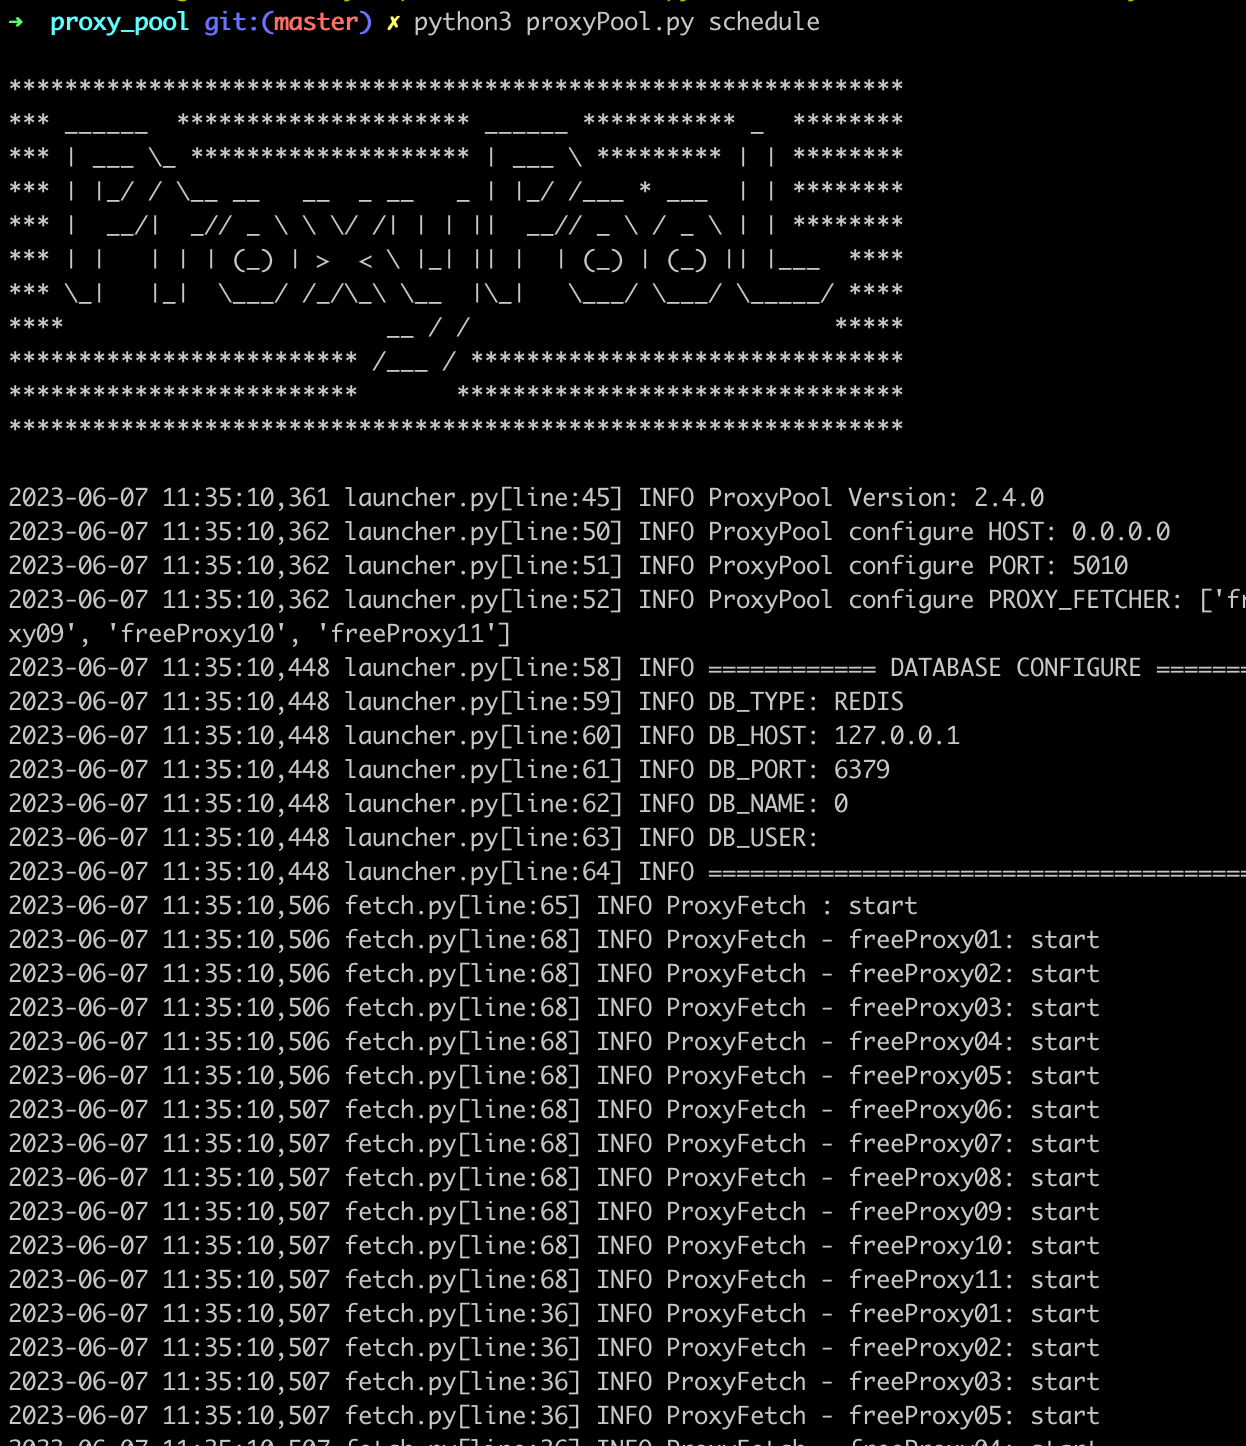 ➜  proxy_pool git:(master) ✗ python3 proxyPool.py schedule
****************************************************************
*** ______  ********************* ______ *********** _  ********
*** | ___ \_ ******************** | ___ \ ********* | | ********
*** | |_/ / \__ __   __  _ __   _ | |_/ /___ * ___  | | ********
*** |  __/|  _// _ \ \ \/ /| | | ||  __// _ \ / _ \ | | ********
*** | |   | | | (_) | >  < \ |_| || |  | (_) | (_) || |___  ****
*** \_|   |_|  \___/ /_/\_\ \__  |\_|   \___/ \___/ \_____/ ****
****                       __ / /                          *****
************************* /___ / *******************************
*************************       ********************************
****************************************************************
2023-06-07 11:35:10,361 launcher.py[line:45] INFO ProxyPool Version: 2.4.0
2023-06-07 11:35:10,362 launcher.py[line:50] INFO ProxyPool configure HOST: 0.0.0.0
2023-06-07 11:35:10,362 launcher.py[line:51] INFO ProxyPool configure PORT: 5010
2023-06-07 11:35:10,362 launcher.py[line:52] INFO ProxyPool configure PROXY_FETCHER: ['fr
xy09', 'freeProxy10', 'freeProxy11']
2023-06-07 11:35:10,448 launcher.py[line:58] INFO ============ DATABASE CONFIGURE =======
2023-06-07 11:35:10,448 launcher.py[line:59] INFO DB_TYPE: REDIS
2023-06-07 11:35:10,448 launcher.py[line:60] INFO DB_HOST: 127.0.0.1
2023-06-07 11:35:10,448 launcher.py[line:61] INFO DB_PORT: 6379
2023-06-07 11:35:10,448 launcher.py[line:62] INFO DB_NAME: 0
2023-06-07 11:35:10,448 launcher.py[line:63] INFO DB_USER:
2023-06-07 11:35:10,448 launcher.py[line:64] INFO =======================================
2023-06-07 11:35:10,506 fetch.py[line:65] INFO ProxyFetch : start
2023-06-07 11:35:10,506 fetch.py[line:68] INFO ProxyFetch - freeProxy01: start
2023-06-07 11:35:10,506 fetch.py[line:68] INFO ProxyFetch - freeProxy02: start
2023-06-07 11:35:10,506 fetch.py[line:68] INFO ProxyFetch - freeProxy03: start
2023-06-07 11:35:10,506 fetch.py[line:68] INFO ProxyFetch - freeProxy04: start
2023-06-07 11:35:10,506 fetch.py[line:68] INFO ProxyFetch - freeProxy05: start
2023-06-07 11:35:10,507 fetch.py[line:68] INFO ProxyFetch - freeProxy06: start
2023-06-07 11:35:10,507 fetch.py[line:68] INFO ProxyFetch - freeProxy07: start
2023-06-07 11:35:10,507 fetch.py[line:68] INFO ProxyFetch - freeProxy08: start
2023-06-07 11:35:10,507 fetch.py[line:68] INFO ProxyFetch - freeProxy09: start
2023-06-07 11:35:10,507 fetch.py[line:68] INFO ProxyFetch - freeProxy10: start
2023-06-07 11:35:10,507 fetch.py[line:68] INFO ProxyFetch - freeProxy11: start
2023-06-07 11:35:10,507 fetch.py[line:36] INFO ProxyFetch - freeProxy01: start
2023-06-07 11:35:10,507 fetch.py[line:36] INFO ProxyFetch - freeProxy02: start
2023-06-07 11:35:10,507 fetch.py[line:36] INFO ProxyFetch - freeProxy03: start
2023-06-07 11:35:10,507 fetch.py[line:36] INFO ProxyFetch - freeProxy05: start
2023-06-07 11:35:10,507 fetch.py[line:36] INFO ProxyFetch - freeProxy04: start